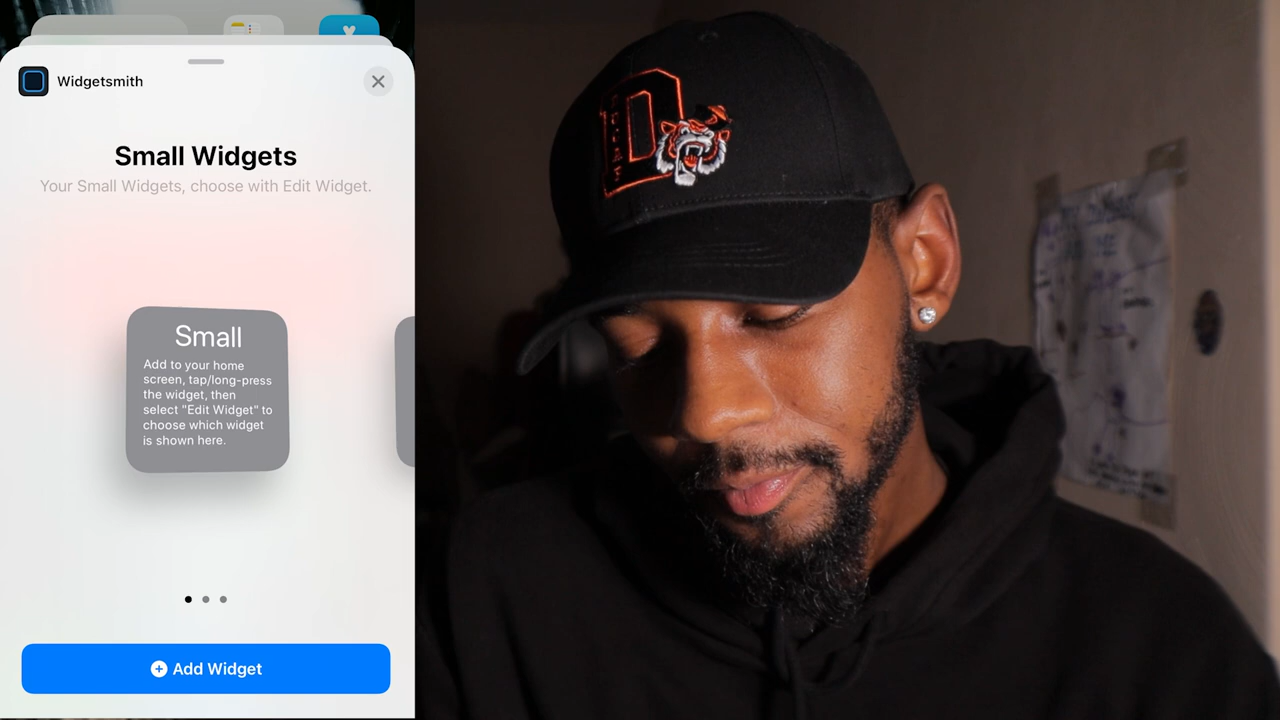 Widgetsmith
Small Widgets
Your Small Widgets, choose with Edit Widget.
Small
Add to your home
screen, tap/long-press
the widget, then
select "Edit Widget" to
choose which widget
is shown here.
Add Widget
D